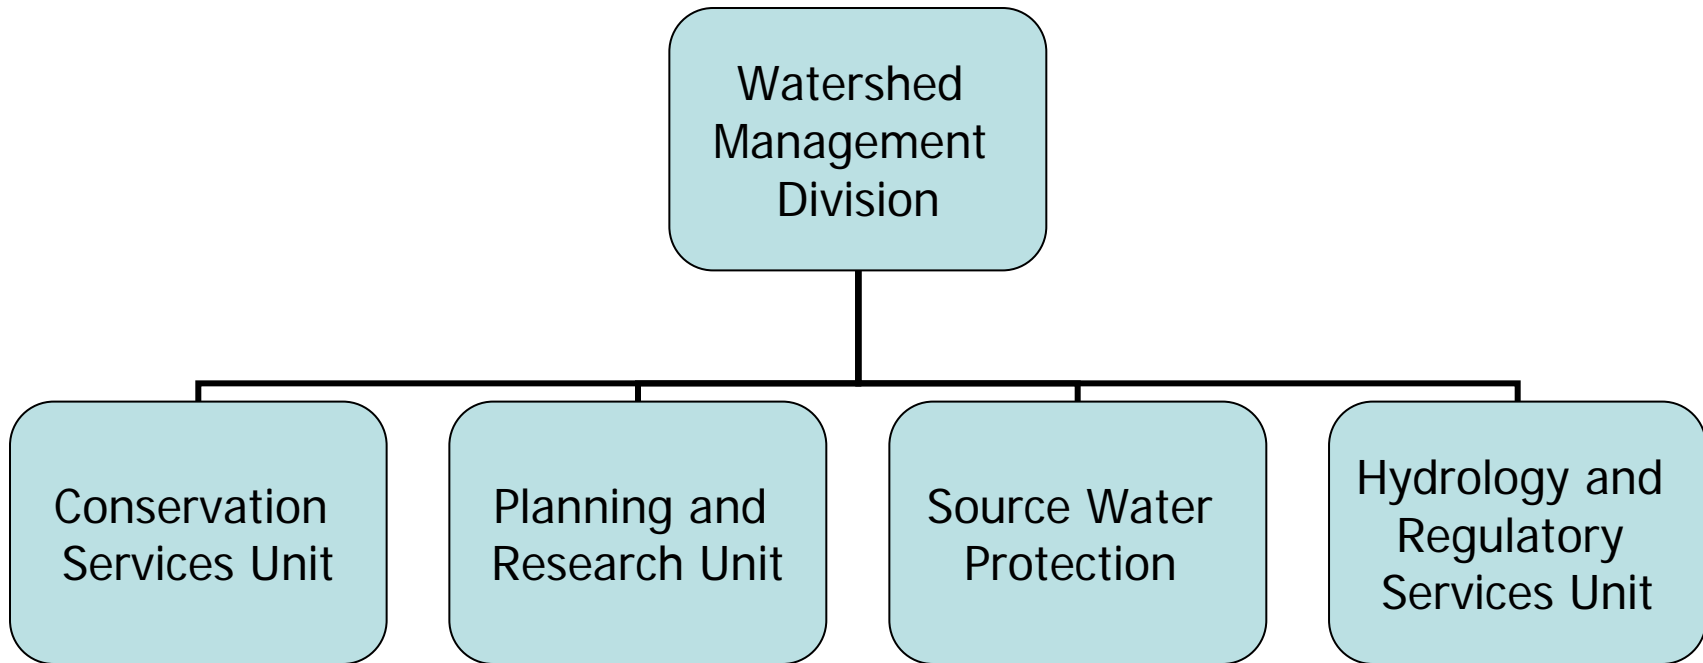 Watershed
Management
Division
Conservation
Services Unit
Planning and
Research Unit
Source Water
Protection
Hydrology and
Regulatory
Services Unit